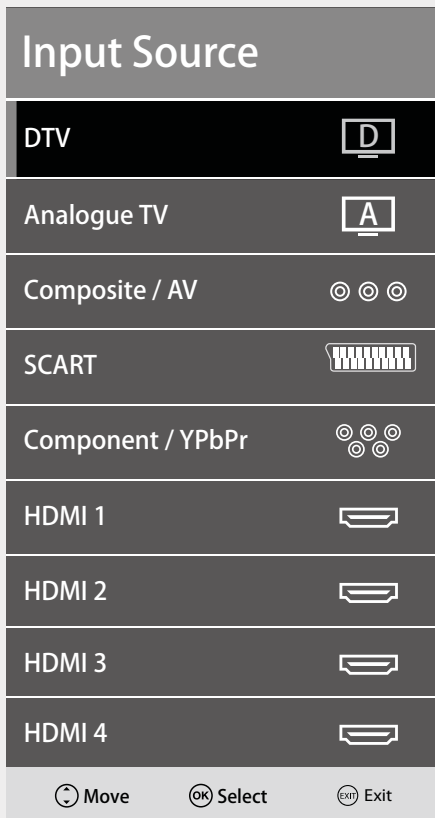 Input Source
DTV D
Analogue TV A
Composite / AV
SCART
Component / YPbPr
HDMI 1
HDMI 2
HDMI 3
HDMI 4
Move OK Select EXIT Exit